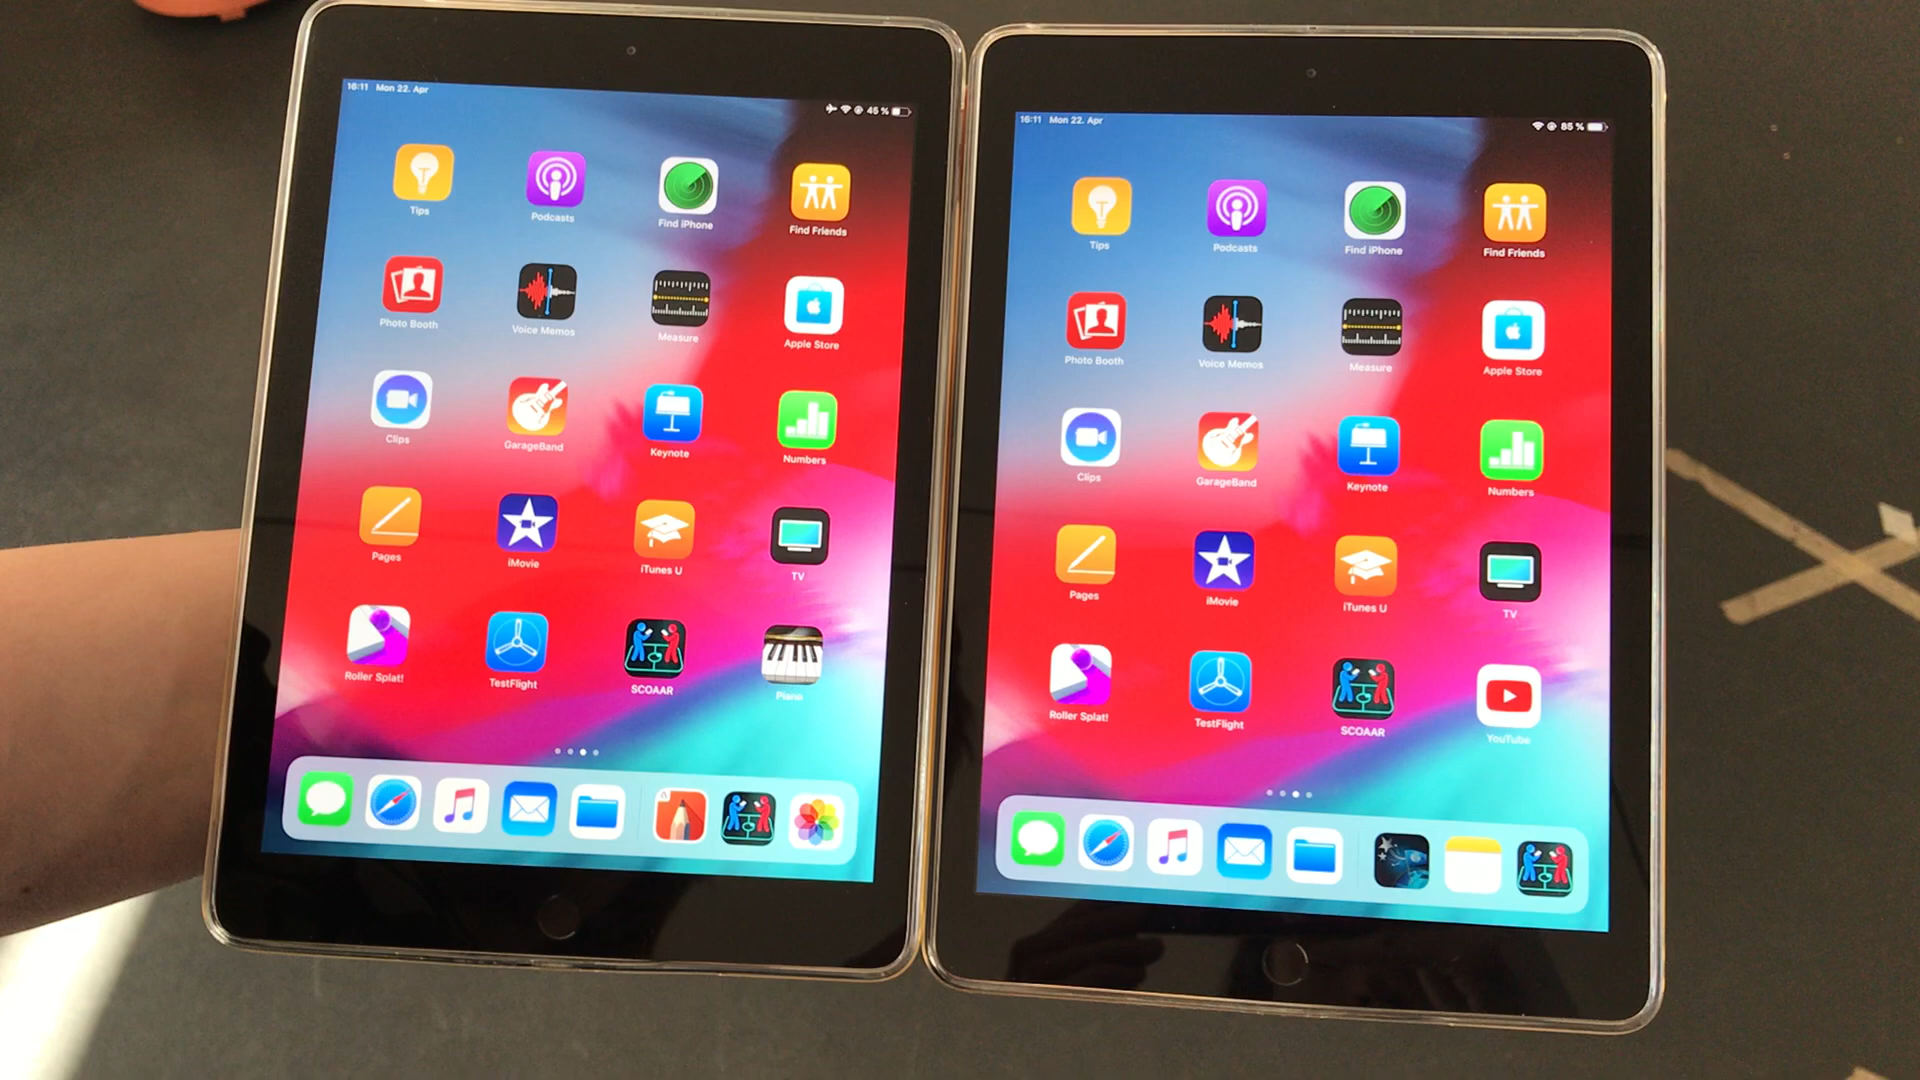 16:11 Mon 22. Apr
45 %
Tips Podcasts Find iPhone Find Friends
Photo Booth Voice Memos Measure Apple Store
Clips GarageBand Keynote Numbers
Pages iMovie iTunes U TV
Roller Splat! TestFlight SCOAAR Piano
16:11 Mon 22. Apr
85 %
Tips Podcasts Find iPhone Find Friends
Photo Booth Voice Memos Measure Apple Store
Clips GarageBand Keynote Numbers
Pages iMovie iTunes U TV
Roller Splat! TestFlight SCOAAR YouTube